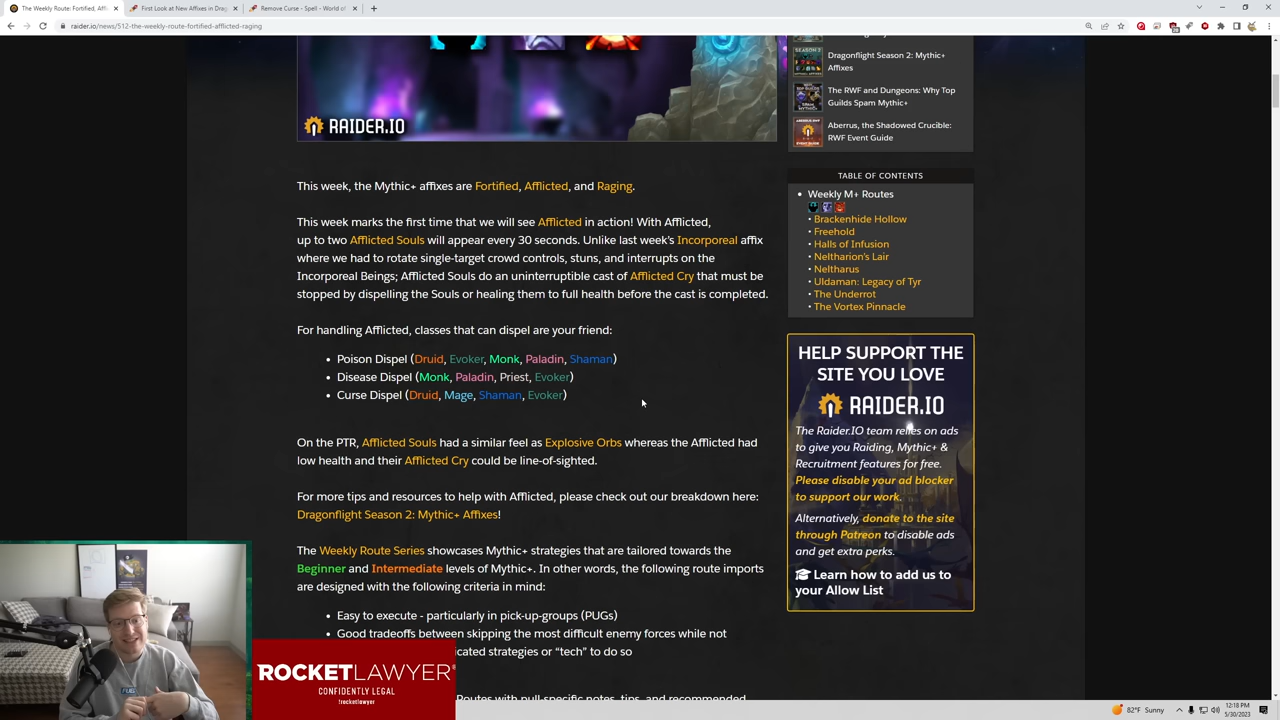 The Weekly Route: Fortified, Affl
First Look at New Affixes in Drag
Remove Curse - Spell - World of
raider.io/news/512-the-weekly-route-fortified-afflicted-raging
RAIDER.IO
Dragonflight Season 2: Mythic+
Affixes
The RWF and Dungeons: Why Top
Guilds Spam Mythic+
Aberrus, the Shadowed Crucible:
RWF Event Guide
TABLE OF CONTENTS
• Weekly M+ Routes
• Brackenhide Hollow
• Freehold
• Halls of Infusion
• Neltharion's Lair
• Neltharus
• Uldaman: Legacy of Tyr
• The Underrot
• The Vortex Pinnacle
This week, the Mythic+ affixes are Fortified, Afflicted, and Raging.
This week marks the first time that we will see Afflicted in action! With Afflicted,
up to two Afflicted Souls will appear every 30 seconds. Unlike last week's Incorporeal affix
where we had to rotate single-target crowd controls, stuns, and interrupts on the
Incorporeal Beings; Afflicted Souls do an uninterruptible cast of Afflicted Cry that must be
stopped by dispelling the Souls or healing them to full health before the cast is completed.
For handling Afflicted, classes that can dispel are your friend:
• Poison Dispel (Druid, Evoker, Monk, Paladin, Shaman)
• Disease Dispel (Monk, Paladin, Priest, Evoker)
• Curse Dispel (Druid, Mage, Shaman, Evoker)
On the PTR, Afflicted Souls had a similar feel as Explosive Orbs whereas the Afflicted had
low health and their Afflicted Cry could be line-of-sighted.
For more tips and resources to help with Afflicted, please check out our breakdown here:
Dragonflight Season 2: Mythic+ Affixes!
The Weekly Route Series showcases Mythic+ strategies that are tailored towards the
Beginner and Intermediate levels of Mythic+. In other words, the following route imports
are designed with the following criteria in mind:
• Easy to execute - particularly in pick-up-groups (PUGs)
• Good tradeoffs between skipping the most difficult enemy forces while not
icated strategies or "tech" to do so
Routes with pull-specific notes, tips, and recommended
HELP SUPPORT THE
SITE YOU LOVE
RAIDER.IO
The Raider.IO team relies on ads
to give you Raiding, Mythic+ &
Recruitment features for free.
Please disable your ad blocker
to support our work.
Alternatively, donate to the site
through Patreon to disable ads
and get extra perks.
Learn how to add us to
your Allow List
ROCKETLAWYER
CONFIDENTLY LEGAL
!rocketlawyer
82°F Sunny
12:18 PM
5/30/2023